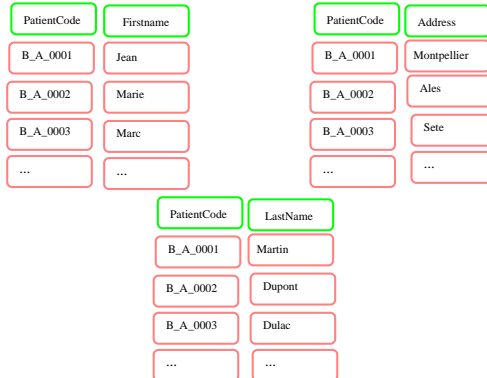 PatientCode Firstname
B_A_0001 Jean
B_A_0002 Marie
B_A_0003 Marc
... ...
PatientCode Address
B_A_0001 Montpellier
B_A_0002 Ales
B_A_0003 Sete
... ...
PatientCode LastName
B_A_0001 Martin
B_A_0002 Dupont
B_A_0003 Dulac
... ...